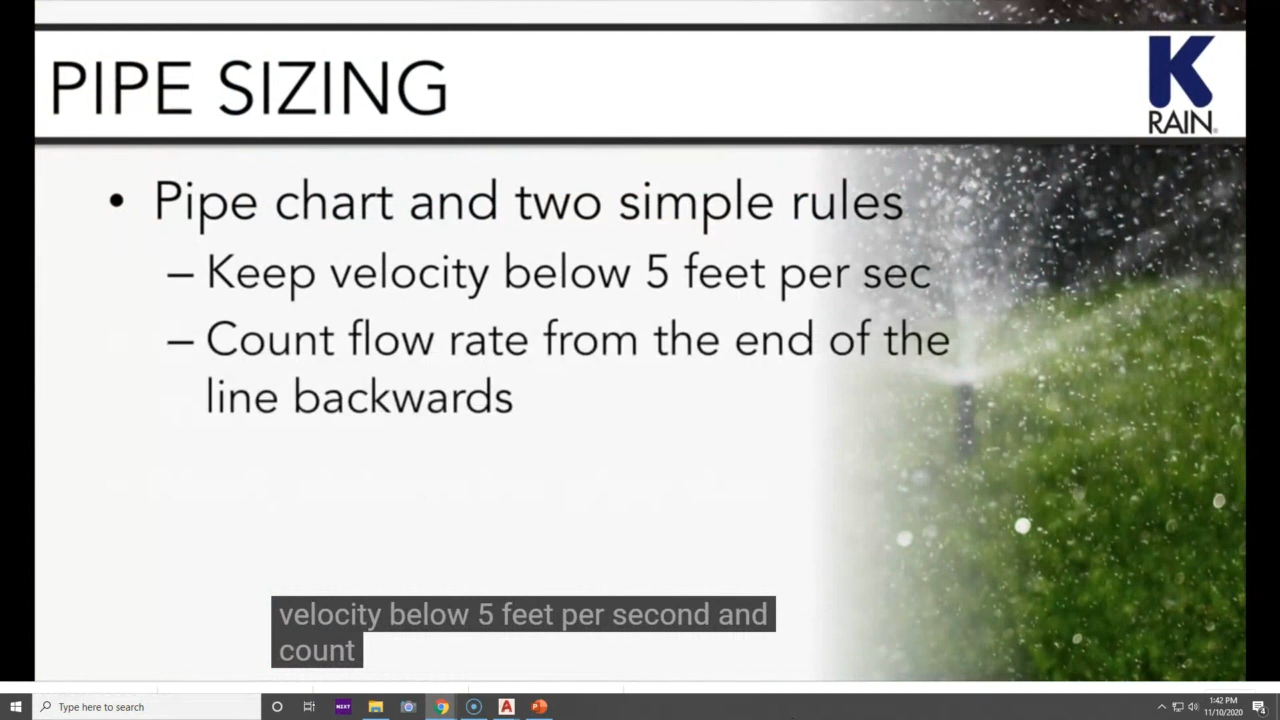 PIPE SIZING
K
RAIN®
• Pipe chart and two simple rules
– Keep velocity below 5 feet per sec
– Count flow rate from the end of the
line backwards
velocity below 5 feet per second and
count
Type here to search
NEXT
A
P
1:42 PM
11/10/2020
4